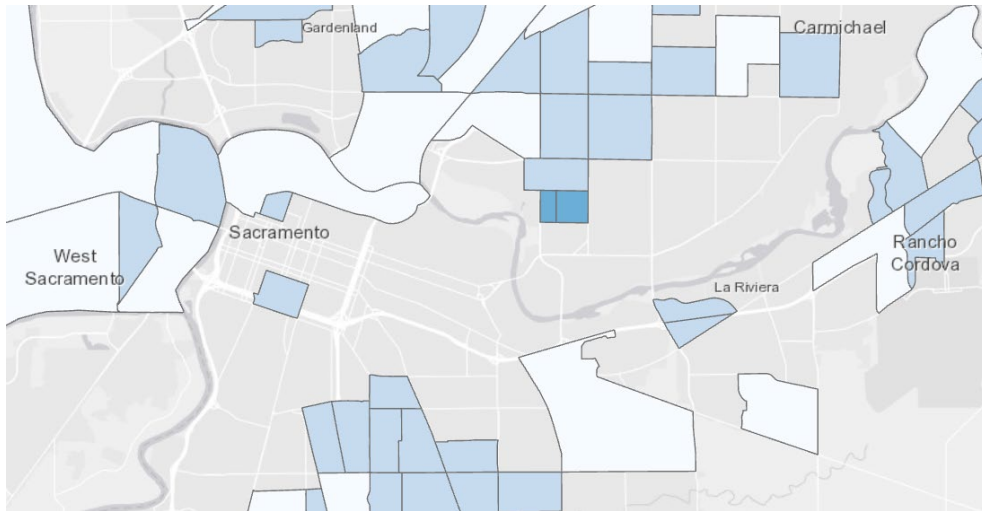 Gardenland
Carmichael
Sacramento
West
Sacramento
Rancho
Cordova
La Riviera